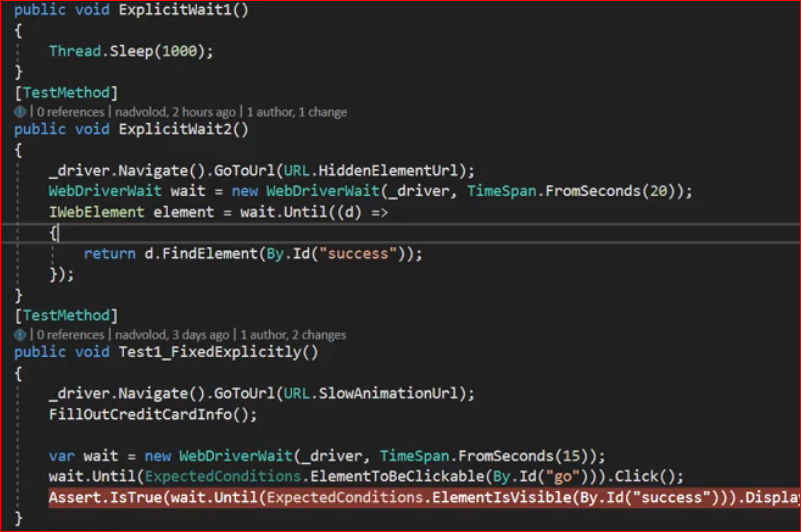 public void ExplicitWait1()
{
Thread.Sleep(1000);
}
[TestMethod]
| 0 references | nadvolod, 2 hours ago | 1 author, 1 change
public void ExplicitWait2()
{
_driver.Navigate().GoToUrl(URL.HiddenElementUrl);
WebDriverWait wait = new WebDriverWait(_driver, TimeSpan.FromSeconds(20));
IWebElement element = wait.Until((d) =>
{
return d.FindElement(By.Id("success"));
});
}
[TestMethod]
| 0 references | nadvolod, 3 days ago | 1 author, 2 changes
public void Test1_FixedExplicitly()
{
_driver.Navigate().GoToUrl(URL.SlowAnimationUrl);
FillOutCreditCardInfo();
var wait = new WebDriverWait(_driver, TimeSpan.FromSeconds(15));
wait.Until(ExpectedConditions.ElementToBeClickable(By.Id("go"))).Click();
Assert.IsTrue(wait.Until(ExpectedConditions.ElementIsVisible(By.Id("success"))).Displa
}